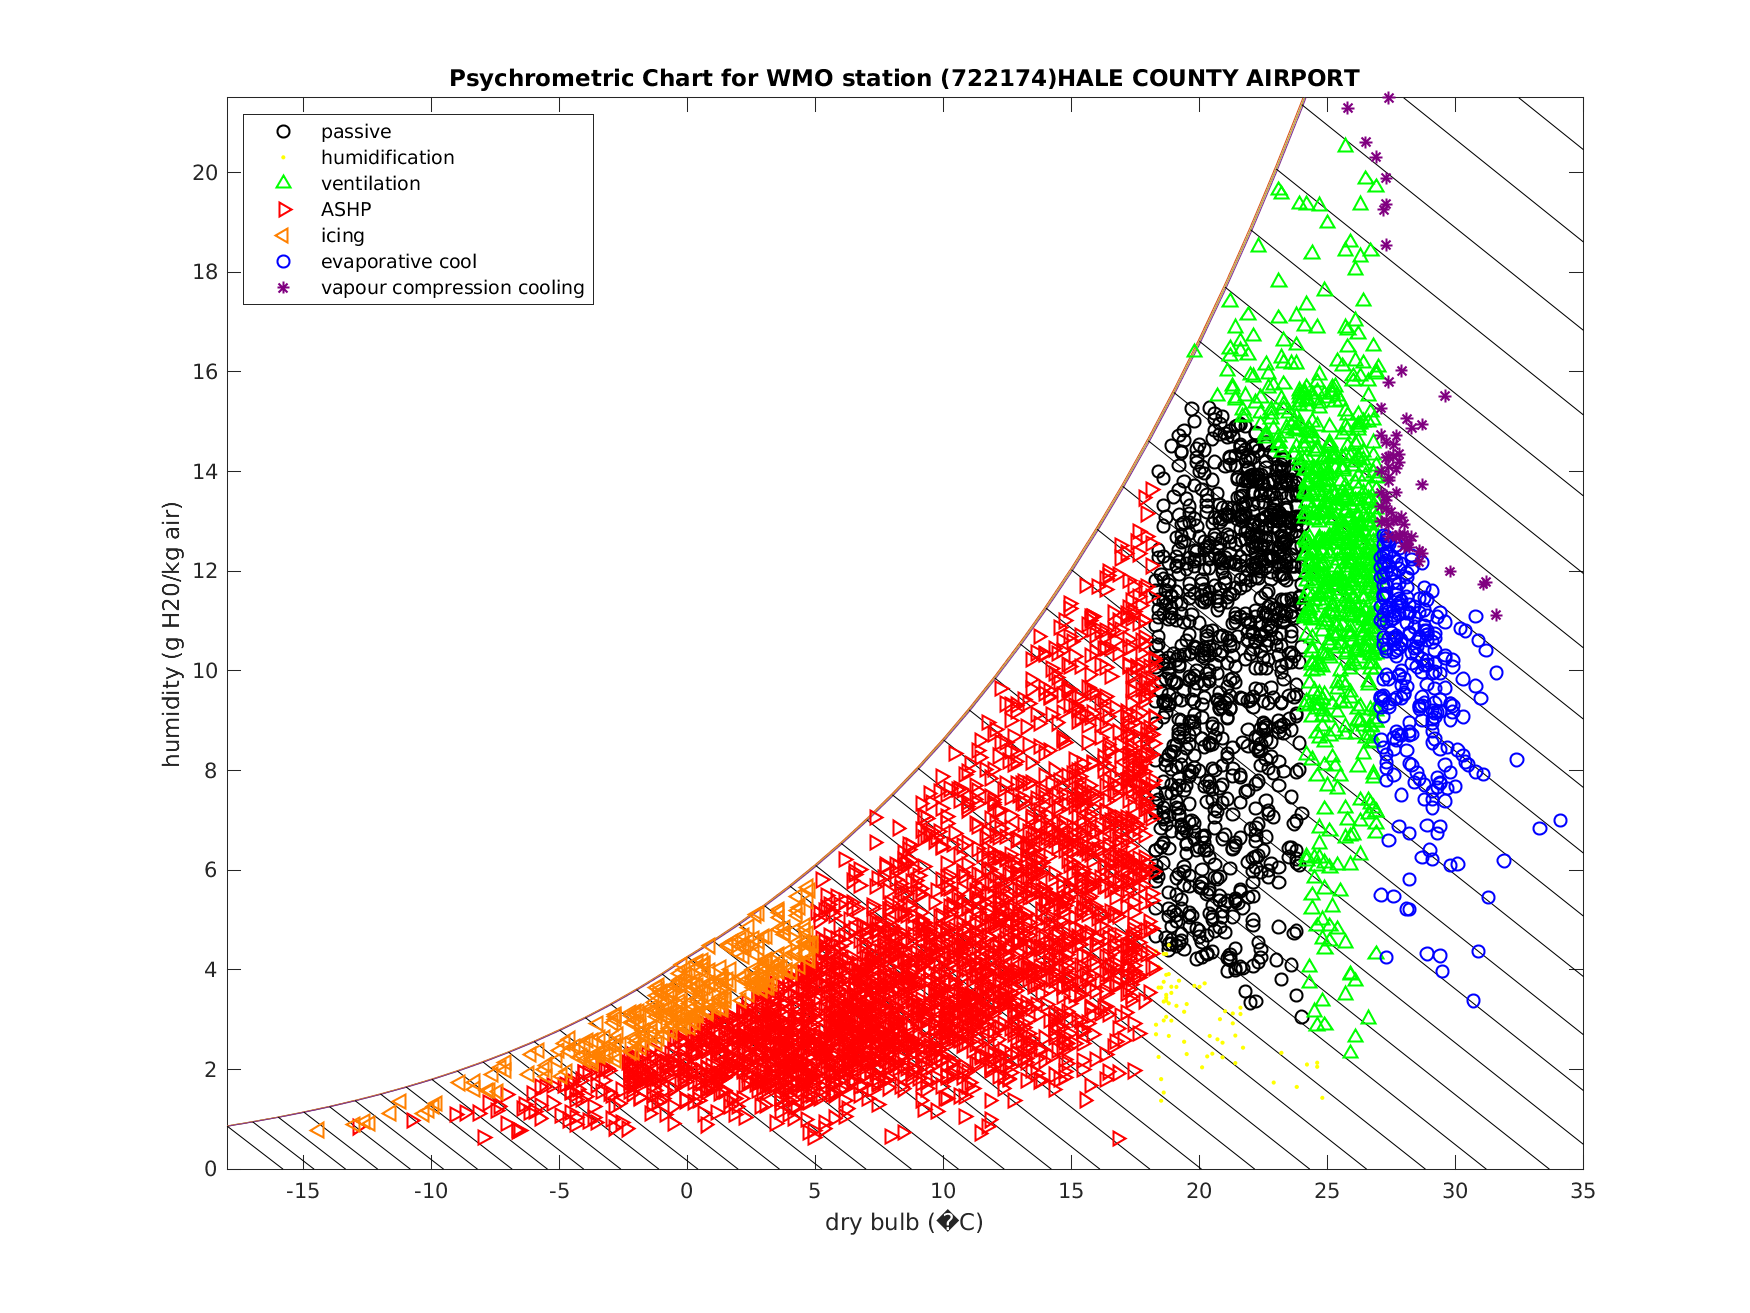 Psychrometric Chart for WMO station (722174)HALE COUNTY AIRPORT
passive
humidification
ventilation
ASHP
icing
evaporative cool
vapour compression cooling
20
18
16
14
12
10
8
6
4
2
0
humidity (g H20/kg air)
-15 -10 -5 0 5 10 15 20 25 30 35
dry bulb (�C)